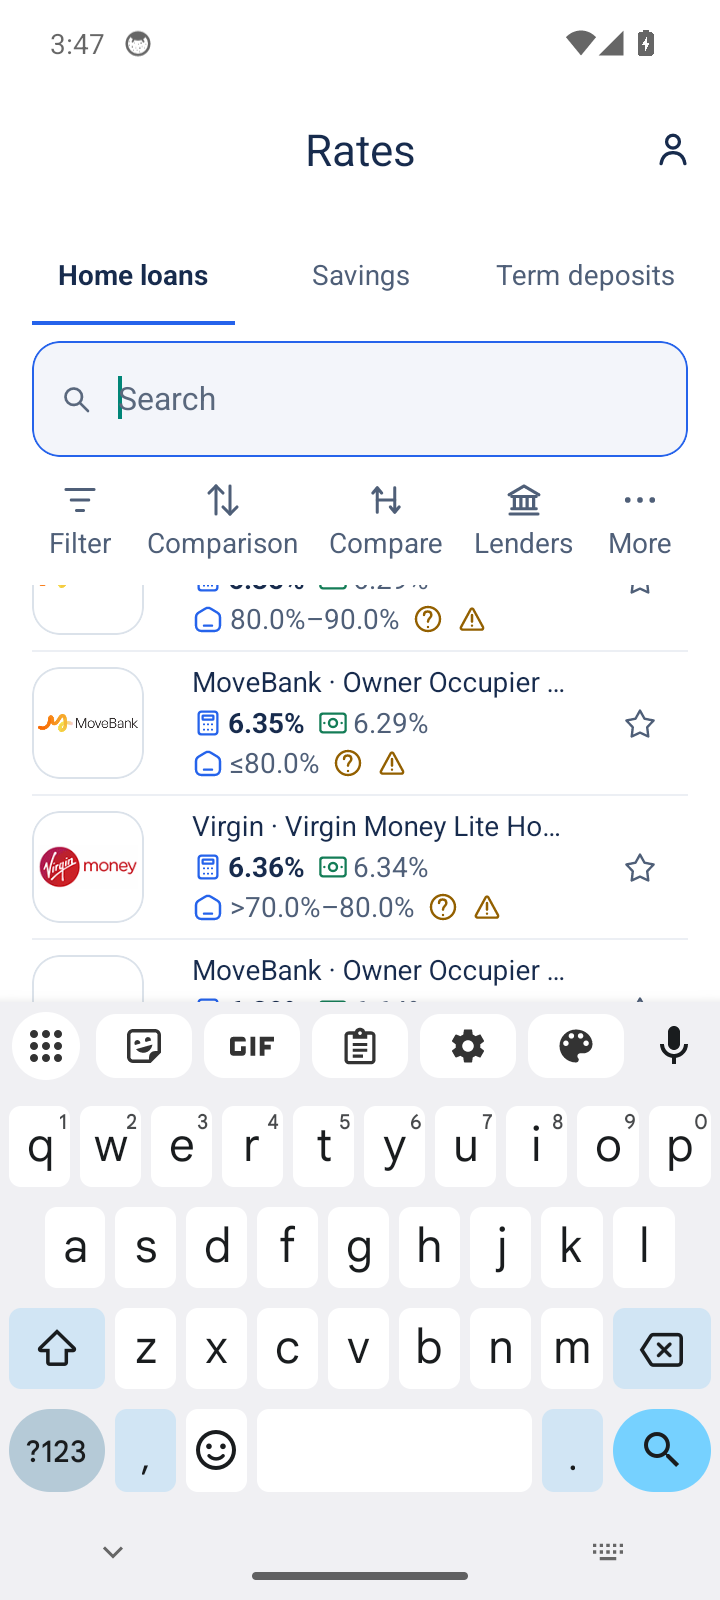 3:47
Rates
Home loans
Savings
Term deposits
Search
Filter
Comparison
Compare
Lenders
More
80.0%–90.0%
MoveBank · Owner Occupier ...
MoveBank
6.35% 6.29%
≤80.0%
Virgin · Virgin Money Lite Ho...
Virgin money
6.36% 6.34%
>70.0%–80.0%
MoveBank · Owner Occupier ...
GIF
q 1 w 2 e 3 r 4 t 5 y 6 u 7 i 8 o 9 p 0
a s d f g h j k l
z x c v b n m
?123 , .